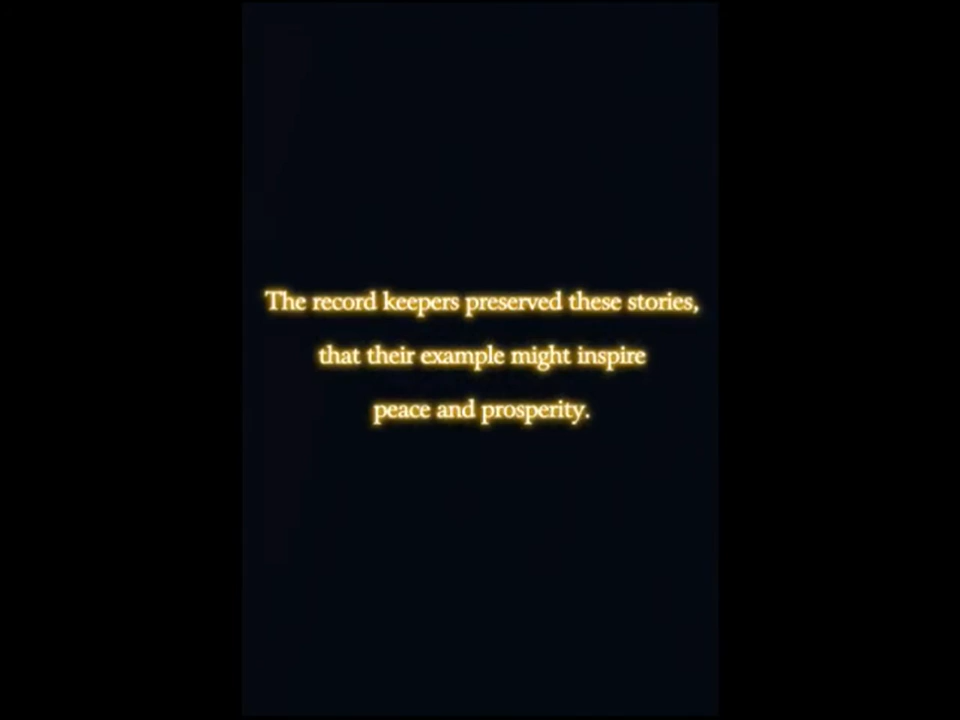 The record keepers preserved these stories,
that their example might inspire
peace and prosperity.